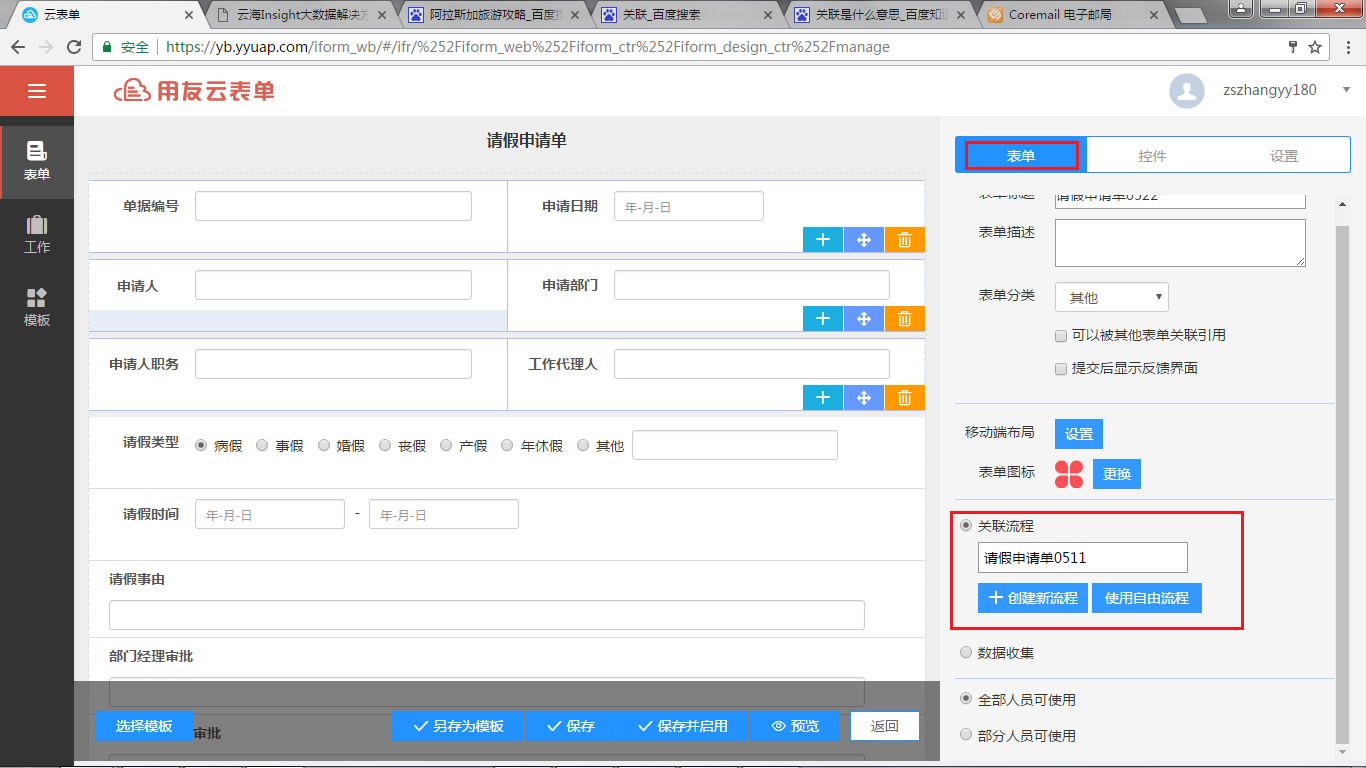 云表单
云海Insight大数据解决方
阿拉斯加旅游攻略_百度搜
关联_百度搜索
关联是什么意思_百度知道
Coremail 电子邮局
安全
https://yb.yyuap.com/iform_wb/#/ifr/%252Fiform_web%252Fiform_ctr%252Fiform_design_ctr%252Fmanage
用友云表单
zszhangyy180
表单
工作
模板
请假申请单
单据编号
申请日期 年-月-日
申请人
申请部门
申请人职务
工作代理人
请假类型 病假 事假 婚假 丧假 产假 年休假 其他
请假时间 年-月-日 - 年-月-日
请假事由
部门经理审批
审批
选择模板 另存为模板 保存 保存并启用 预览 返回
表单 控件 设置
表单标题 请假申请单0522
表单描述
表单分类 其他
可以被其他表单关联引用
提交后显示反馈界面
移动端布局 设置
表单图标 更换
关联流程
请假申请单0511
创建新流程 使用自由流程
数据收集
全部人员可使用
部分人员可使用